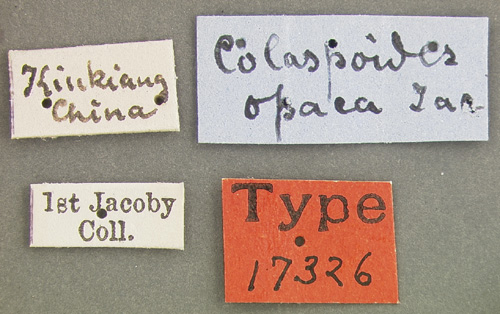 Kiukiang
China
Colaspoides
opaca Jac
1st Jacoby
Coll.
Type
17326